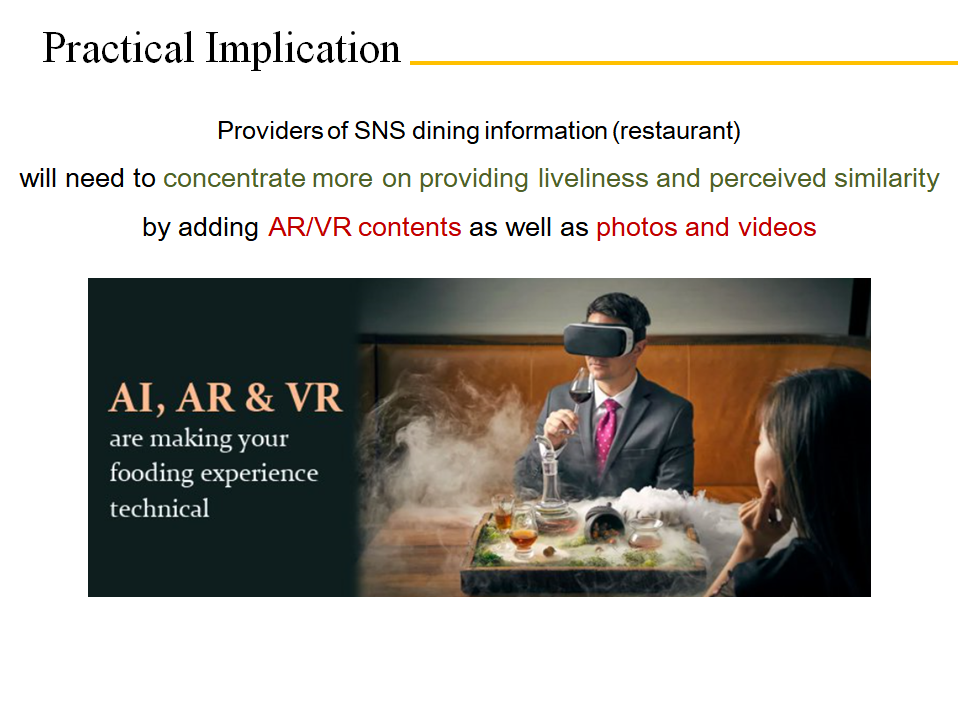 Practical Implication
Providers of SNS dining information (restaurant)
will need to concentrate more on providing liveliness and perceived similarity
by adding AR/VR contents as well as photos and videos
AI, AR & VR
are making your
fooding experience
technical